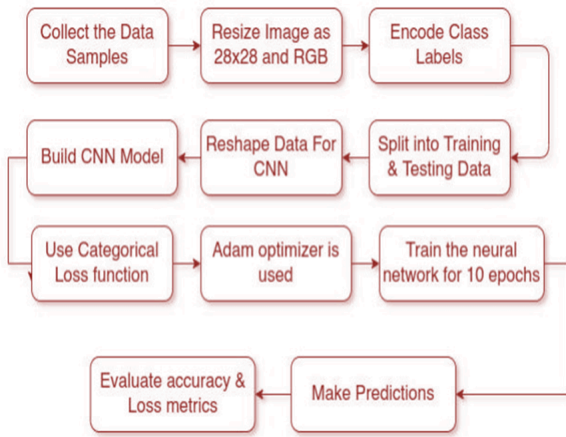 Collect the Data
Samples
Resize Image as
28x28 and RGB
Encode Class
Labels
Split into Training
& Testing Data
Reshape Data For
CNN
Build CNN Model
Use Categorical
Loss function
Adam optimizer is
used
Train the neural
network for 10 epochs
Make Predictions
Evaluate accuracy &
Loss metrics